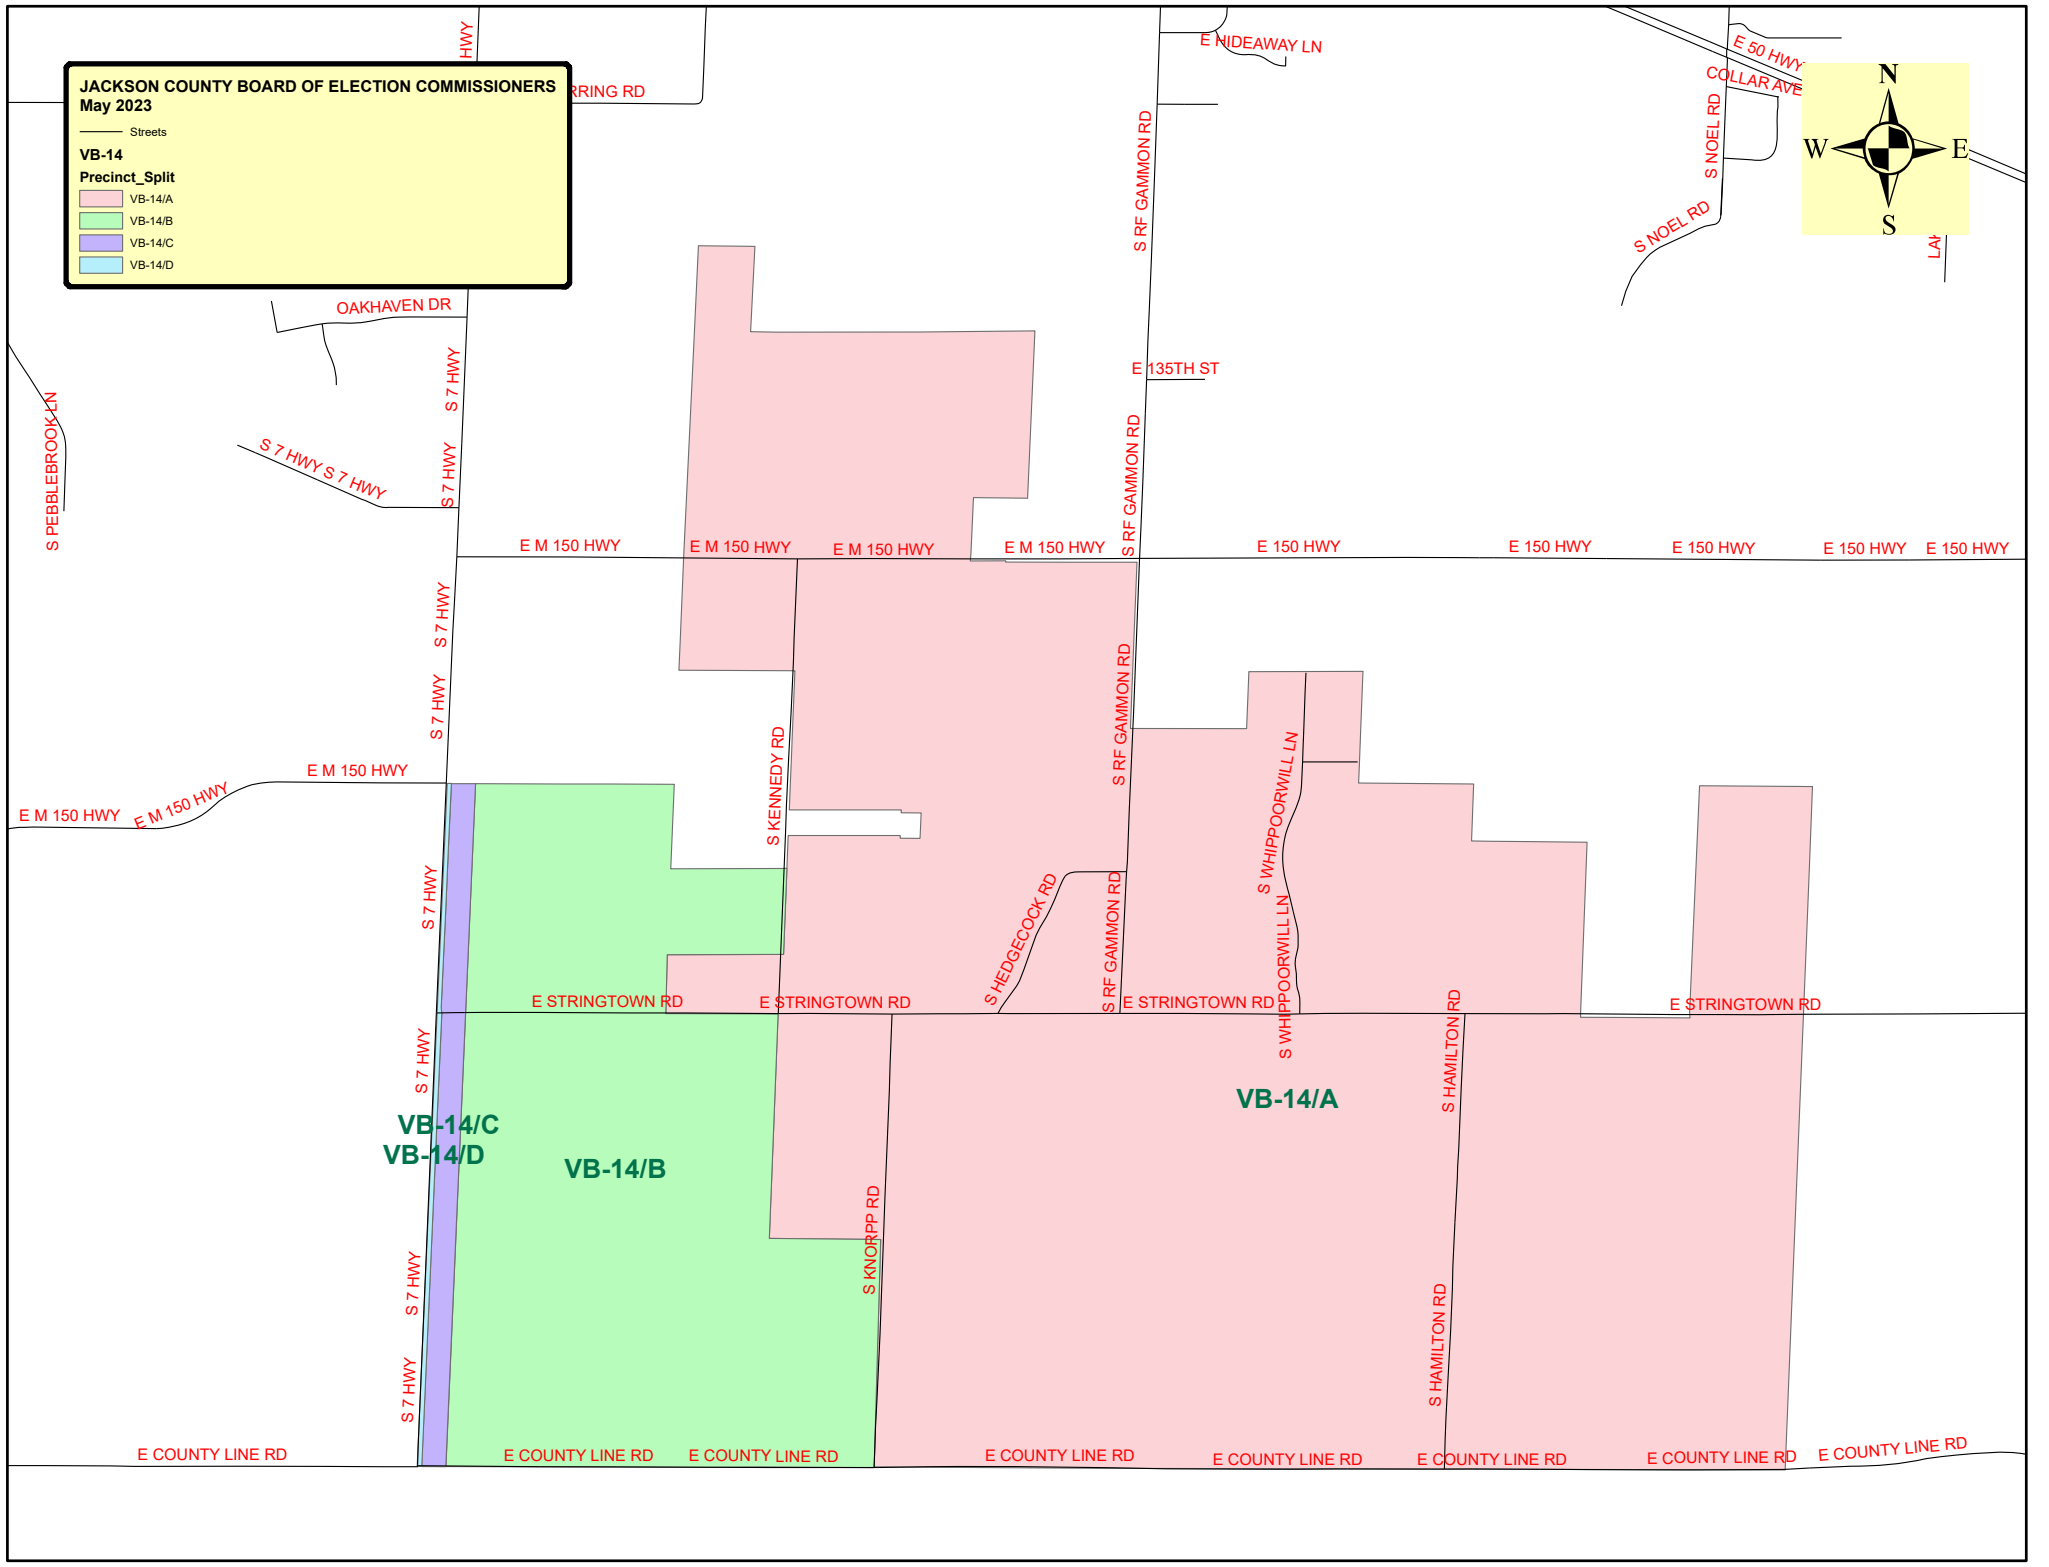 HWY
E HIDEAWAY LN
E 50 HWY
COLLAR AVE
N
W
E
S
JACKSON COUNTY BOARD OF ELECTION COMMISSIONERS
May 2023
Streets
VB-14
Precinct_Split
VB-14/A
VB-14/B
VB-14/C
VB-14/D
RRING RD
S RF GAMMON RD
S NOEL RD
S NOEL RD
OAKHAVEN DR
S 7 HWY
E 135TH ST
S PEBBLEBROOK LN
S 7 HWY S 7 HWY
S 7 HWY
S RF GAMMON RD
E M 150 HWY
E M 150 HWY
E M 150 HWY
E M 150 HWY
E 150 HWY
E 150 HWY
E 150 HWY
E 150 HWY
E 150 HWY
S 7 HWY
S 7 HWY
S RF GAMMON RD
S KENNEDY RD
S WHIPPOORWILL LN
E M 150 HWY
E M 150 HWY
E M 150 HWY
S 7 HWY
S HEDGECOCK RD
S RF GAMMON RD
S WHIPPOORWILL LN
E STRINGTOWN RD
E STRINGTOWN RD
E STRINGTOWN RD
E STRINGTOWN RD
S 7 HWY
S HAMILTON RD
VB-14/A
VB-14/C
VB-14/D
VB-14/B
S KNORPP RD
S 7 HWY
S HAMILTON RD
S 7 HWY
E COUNTY LINE RD
E COUNTY LINE RD
E COUNTY LINE RD
E COUNTY LINE RD
E COUNTY LINE RD
E COUNTY LINE RD
E COUNTY LINE RD
E COUNTY LINE RD